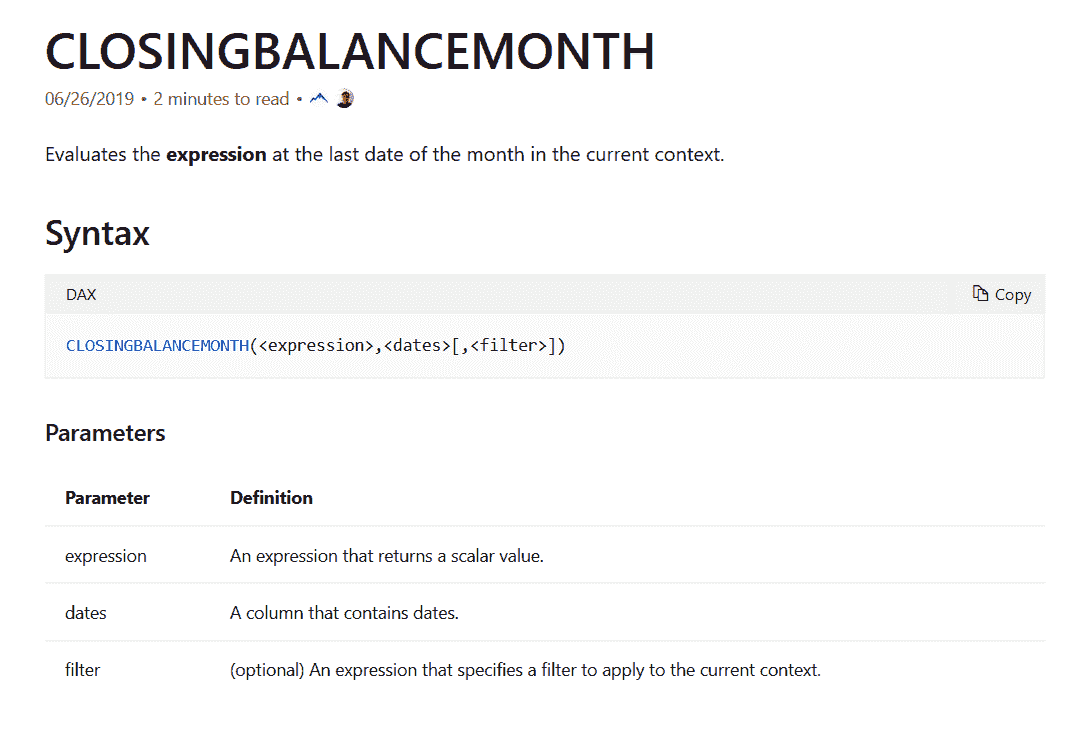 CLOSINGBALANCEMONTH
06/26/2019 • 2 minutes to read •
Evaluates the expression at the last date of the month in the current context.
Syntax
DAX Copy
CLOSINGBALANCEMONTH(<expression>,<dates>[,<filter>])
Parameters
Parameter Definition
expression An expression that returns a scalar value.
dates A column that contains dates.
filter (optional) An expression that specifies a filter to apply to the current context.